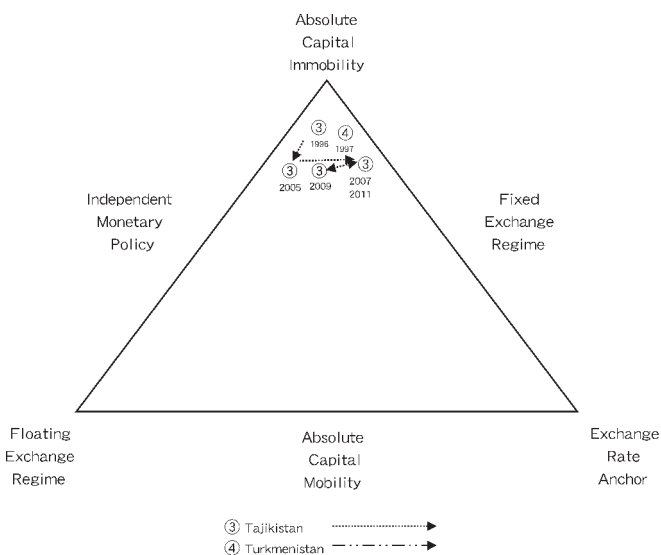 Absolute
Capital
Immobility
③ ④
1996 1997
③ ③ ③
2005 2009 2007
2011
Independent
Monetary
Policy
Fixed
Exchange
Regime
Floating
Exchange
Regime
Absolute
Capital
Mobility
Exchange
Rate
Anchor
③ Tajikistan
④ Turkmenistan